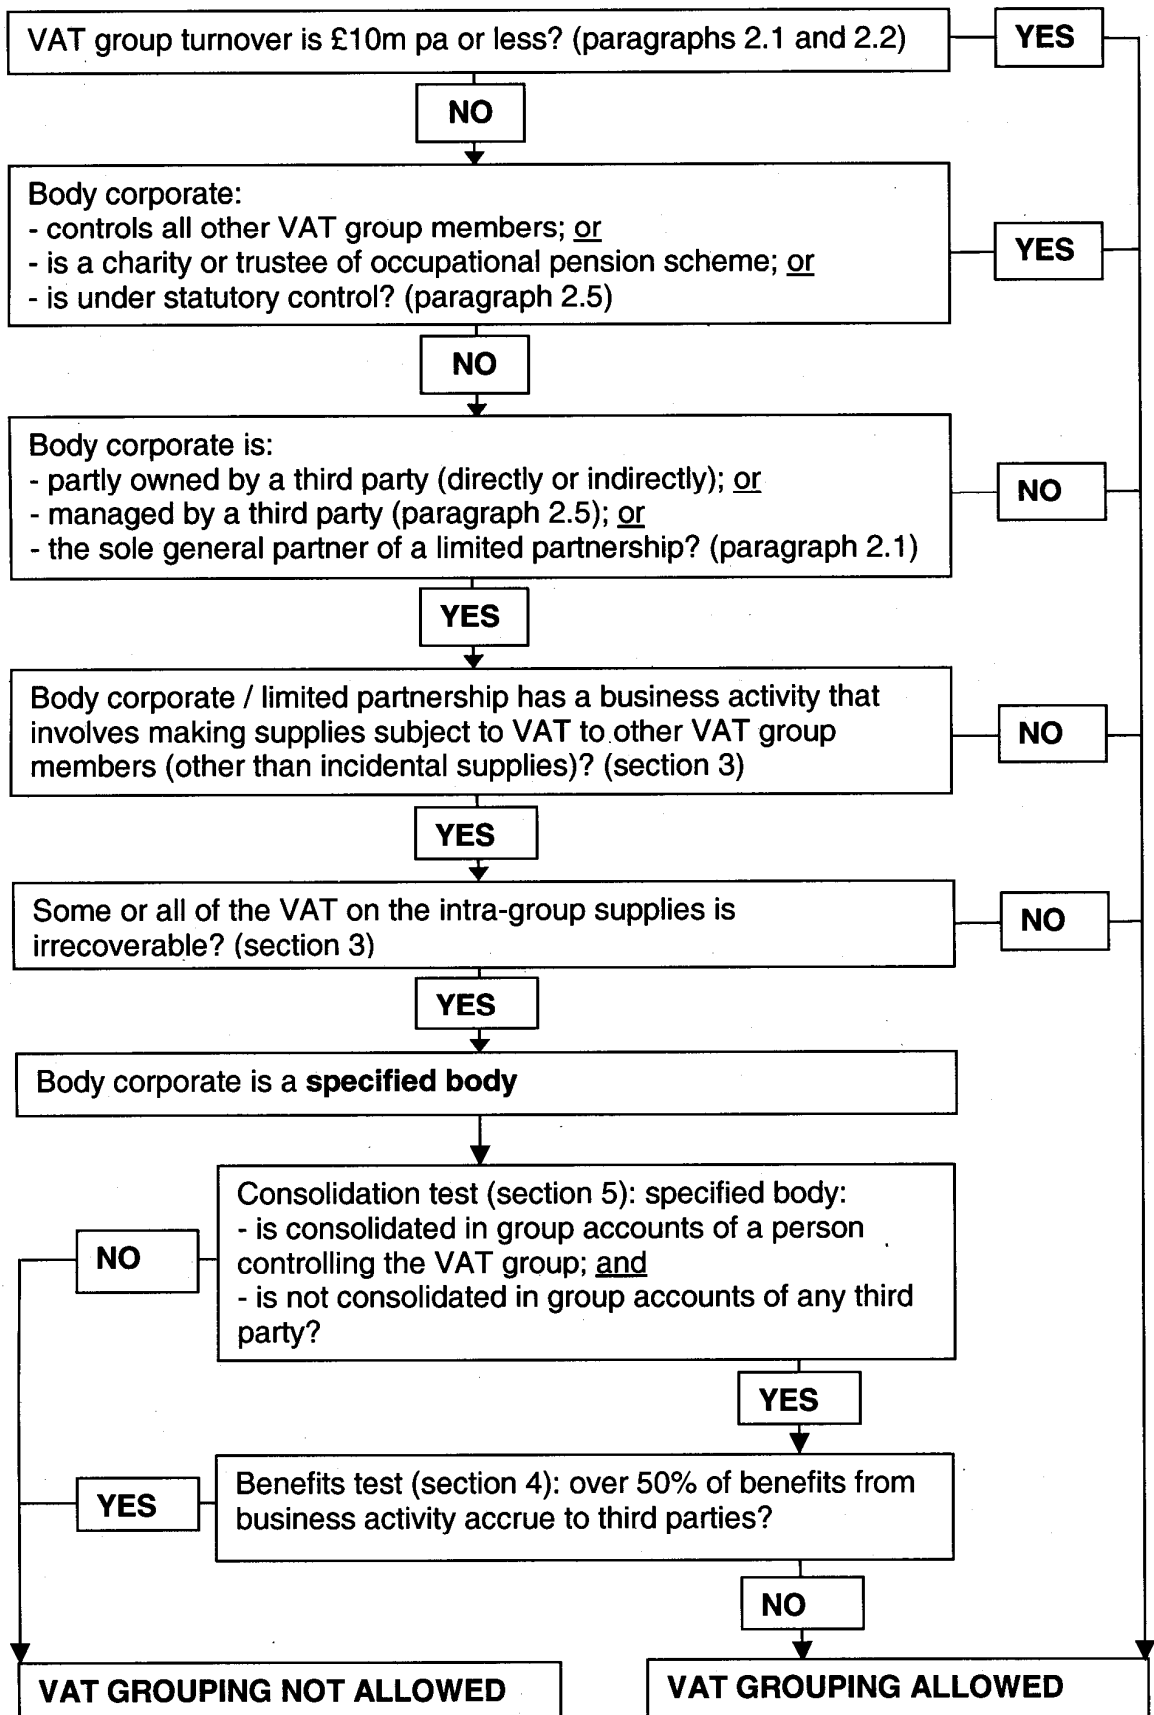 VAT group turnover is £10m pa or less? (paragraphs 2.1 and 2.2)
YES
NO
Body corporate:
- controls all other VAT group members; or
- is a charity or trustee of occupational pension scheme; or
- is under statutory control? (paragraph 2.5)
YES
NO
Body corporate is:
- partly owned by a third party (directly or indirectly); or
- managed by a third party (paragraph 2.5); or
- the sole general partner of a limited partnership? (paragraph 2.1)
NO
YES
Body corporate / limited partnership has a business activity that
involves making supplies subject to VAT to other VAT group
members (other than incidental supplies)? (section 3)
NO
YES
Some or all of the VAT on the intra-group supplies is
irrecoverable? (section 3)
NO
YES
Body corporate is a specified body
Consolidation test (section 5): specified body:
- is consolidated in group accounts of a person
controlling the VAT group; and
- is not consolidated in group accounts of any third
party?
NO
YES
Benefits test (section 4): over 50% of benefits from
business activity accrue to third parties?
YES
NO
VAT GROUPING NOT ALLOWED
VAT GROUPING ALLOWED